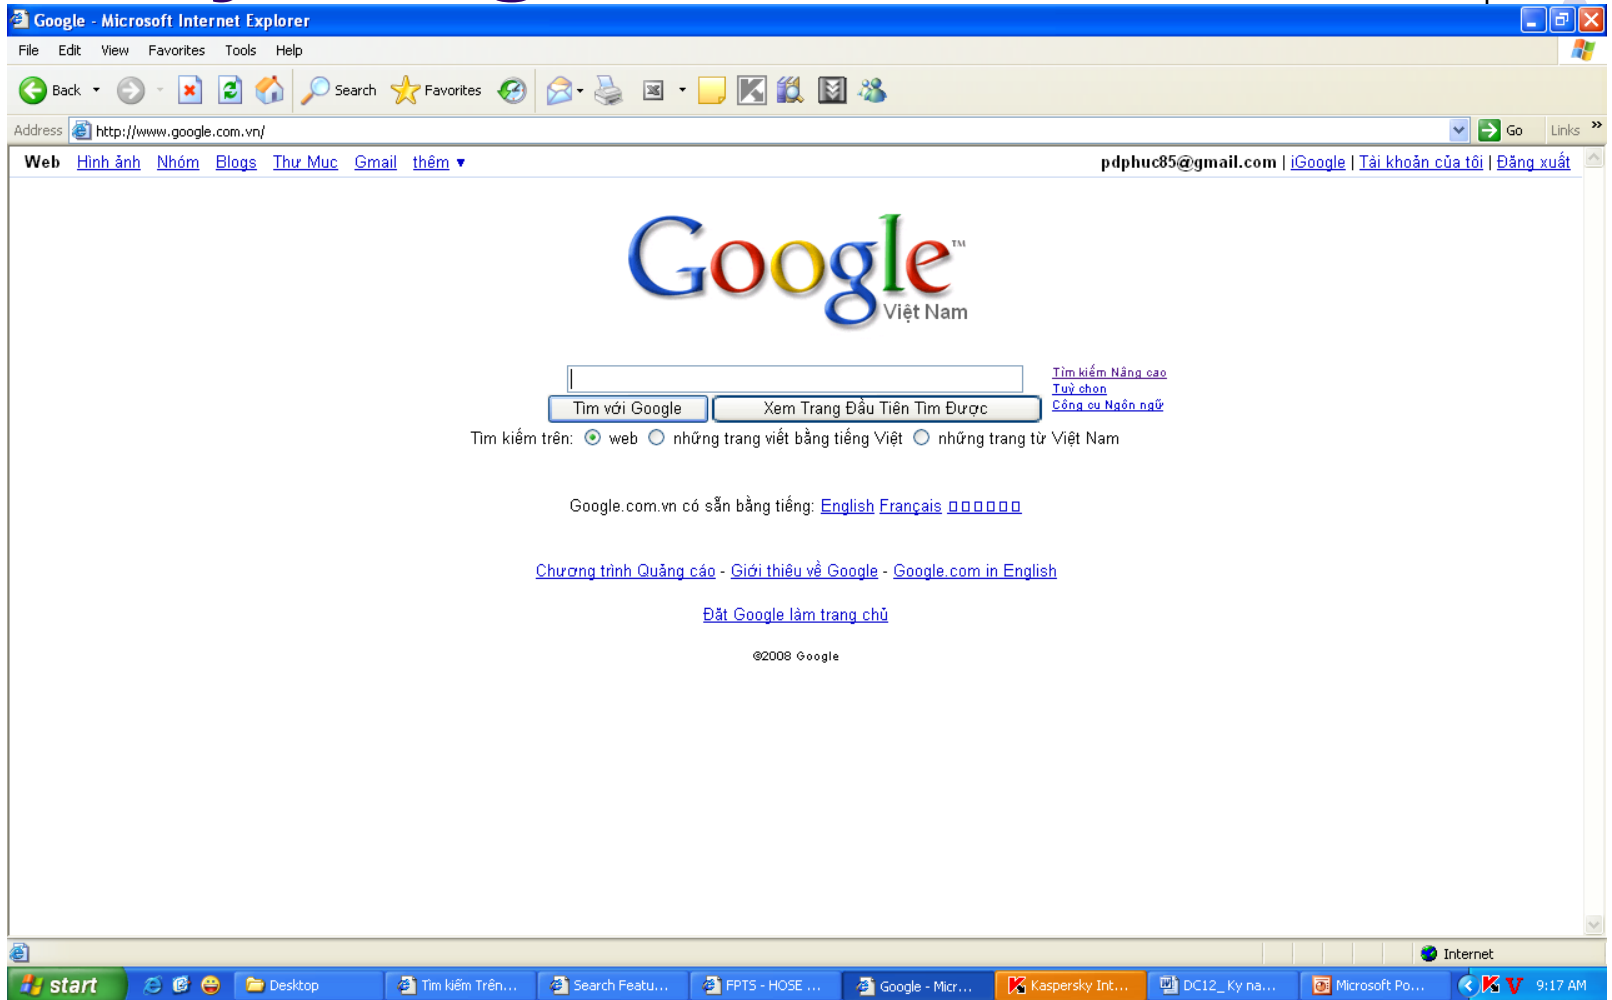 Google - Microsoft Internet Explorer
File Edit View Favorites Tools Help
Back Search Favorites
Address http://www.google.com.vn/ Go Links »
Web Hình ảnh Nhóm Blogs Thư Mục Gmail thêm ▼ pdphuc85@gmail.com | iGoogle | Tài khoản của tôi | Đăng xuất
Google™
Việt Nam
Tìm kiếm Nâng cao
Tuỳ chọn
Tìm với Google Xem Trang Đầu Tiên Tìm Được Công cụ Ngôn ngữ
Tìm kiếm trên: web những trang viết bằng tiếng Việt những trang từ Việt Nam
Google.com.vn có sẵn bằng tiếng: English Français □□□□□□
Chương trình Quảng cáo - Giới thiệu về Google - Google.com in English
Đặt Google làm trang chủ
©2008 Google
Internet
start Desktop Tìm kiếm Trên... Search Featu... FPTS - HOSE ... Google - Micr... Kaspersky Int... DC12_Ky na... Microsoft Po... 9:17 AM